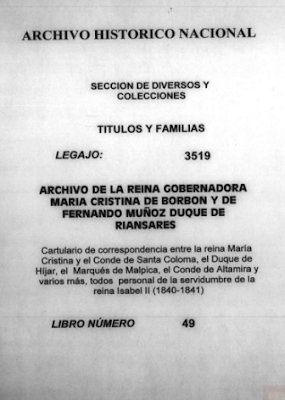 ARCHIVO HISTORICO NACIONAL
SECCION DE DIVERSOS Y
COLECCIONES
TITULOS Y FAMILIAS
LEGAJO: 3519
ARCHIVO DE LA REINA GOBERNADORA
MARIA CRISTINA DE BORBON Y DE
FERNANDO MUÑOZ DUQUE DE
RIANSARES
Cartulario de correspondencia entre la reina María
Cristina y el Conde de Santa Coloma, el Duque de
Híjar, el Marqués de Malpica, el Conde de Altamira y
varios más, todos personal de la servidumbre de la
reina Isabel II (1840-1841)
LIBRO NÚMERO 49